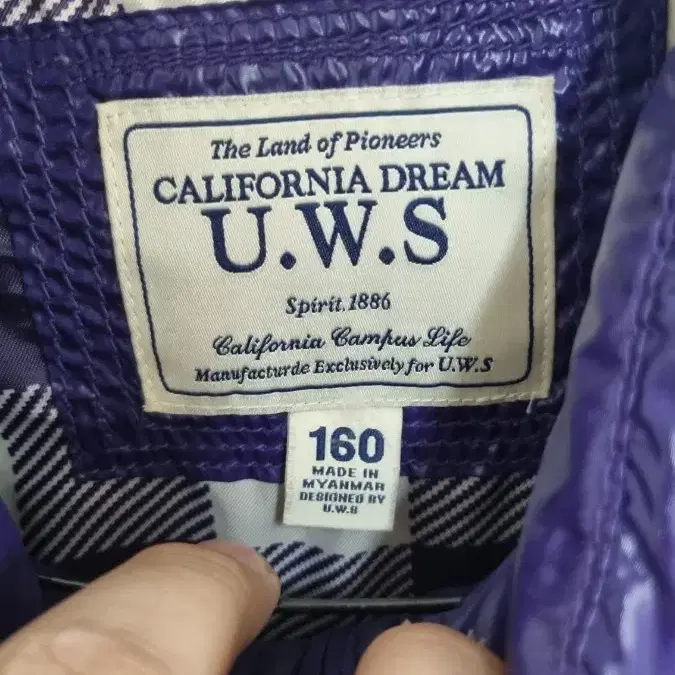 The Land of Pioneers
CALIFORNIA DREAM
U.W.S
Spirit.1886
California Campus Life
Manufacturde Exclusively for U.W.S
160
MADE IN
MYANMAR
DESIGNED BY
U.W.S